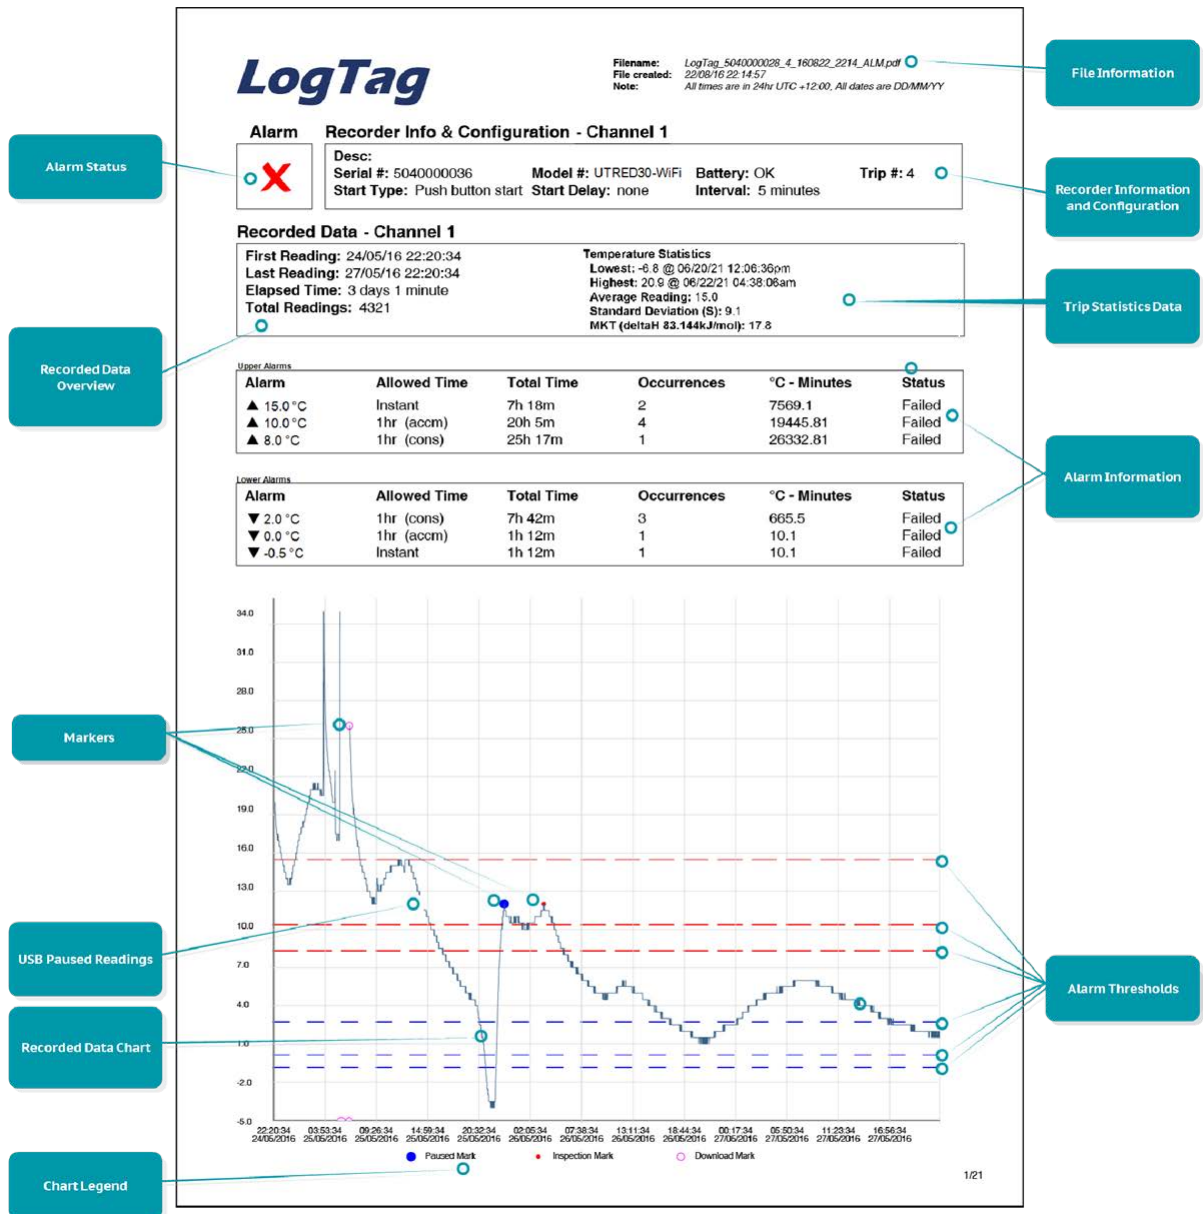 LogTag
Filename: LogTag_5040000028_4_160822_2214_ALM.pdf
File created: 22/08/16 22:14:57
Note: All times are in 24hr UTC +12:00, All dates are DD/MM/YY
File Information
Alarm Status
Alarm
Recorder Info & Configuration - Channel 1
Desc:
Serial #: 5040000036 Model #: UTRED30-WiFi Battery: OK Trip #: 4
Start Type: Push button start Start Delay: none Interval: 5 minutes
Recorder Information
and Configuration
Recorded Data - Channel 1
First Reading: 24/05/16 22:20:34
Last Reading: 27/05/16 22:20:34
Elapsed Time: 3 days 1 minute
Total Readings: 4321
Temperature Statistics
Lowest: -6.8 @ 06/20/21 12:06:36pm
Highest: 20.9 @ 06/22/21 04:38:06am
Average Reading: 15.0
Standard Deviation (S): 9.1
MKT (deltaH 83.144kJ/mol): 17.8
Trip Statistics Data
Recorded Data
Overview
Upper Alarms
Alarm Allowed Time Total Time Occurrences °C - Minutes Status
▲ 15.0 °C Instant 7h 18m 2 7569.1 Failed
▲ 10.0 °C 1hr (accm) 20h 5m 4 19445.81 Failed
▲ 8.0 °C 1hr (cons) 25h 17m 1 26332.81 Failed
Alarm Information
Lower Alarms
Alarm Allowed Time Total Time Occurrences °C - Minutes Status
▼ 2.0 °C 1hr (cons) 7h 42m 3 665.5 Failed
▼ 0.0 °C 1hr (accm) 1h 12m 1 10.1 Failed
▼ -0.5 °C Instant 1h 12m 1 10.1 Failed
34.0
31.0
28.0
25.0
22.0
19.0
16.0
13.0
10.0
7.0
4.0
1.0
-2.0
-5.0
Markers
USB Paused Readings
Recorded Data Chart
Alarm Thresholds
22:20:34 03:53:34 09:26:34 14:59:34 20:32:34 02:05:34 07:38:34 13:11:34 18:44:34 00:17:34 05:50:34 11:23:34 16:56:34
24/05/2016 25/05/2016 25/05/2016 25/05/2016 25/05/2016 26/05/2016 26/05/2016 26/05/2016 26/05/2016 27/05/2016 27/05/2016 27/05/2016 27/05/2016
Paused Mark Inspection Mark Download Mark
Chart Legend
1/21